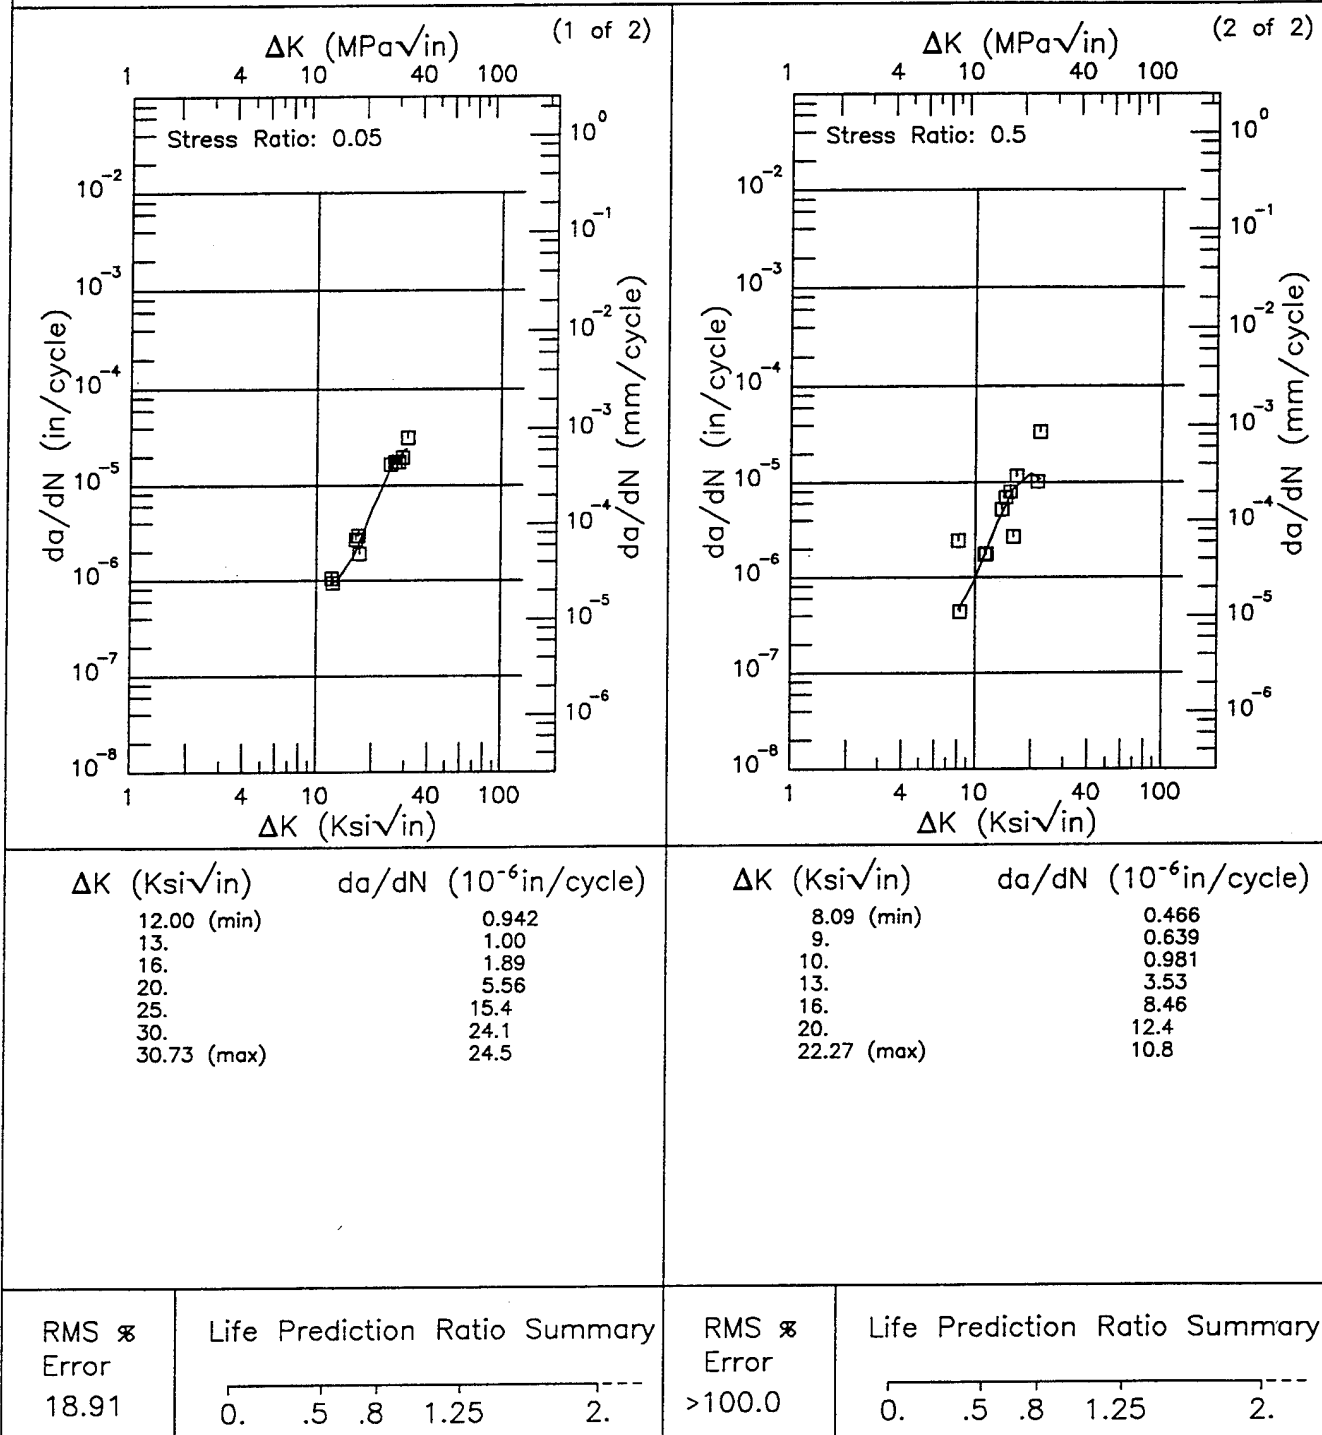 (1 of 2)
ΔK (MPa√in)
1 4 10 40 100
Stress Ratio: 0.05
10⁻²
10⁻³
10⁻⁴
10⁻⁵
10⁻⁶
10⁻⁷
10⁻⁸
da/dN (in/cycle)
10⁰
10⁻¹
10⁻²
10⁻³
10⁻⁴
10⁻⁵
10⁻⁶
da/dN (mm/cycle)
1 4 10 40 100
ΔK (Ksi√in)
ΔK (Ksi√in) da/dN (10⁻⁶in/cycle)
12.00 (min) 0.942
13. 1.00
16. 1.89
20. 5.56
25. 15.4
30. 24.1
30.73 (max) 24.5
RMS %
Error
18.91
Life Prediction Ratio Summary
0. .5 .8 1.25 2.
(2 of 2)
ΔK (MPa√in)
1 4 10 40 100
Stress Ratio: 0.5
10⁻²
10⁻³
10⁻⁴
10⁻⁵
10⁻⁶
10⁻⁷
10⁻⁸
da/dN (in/cycle)
10⁰
10⁻¹
10⁻²
10⁻³
10⁻⁴
10⁻⁵
10⁻⁶
da/dN (mm/cycle)
1 4 10 40 100
ΔK (Ksi√in)
ΔK (Ksi√in) da/dN (10⁻⁶in/cycle)
8.09 (min) 0.466
9. 0.639
10. 0.981
13. 3.53
16. 8.46
20. 12.4
22.27 (max) 10.8
RMS %
Error
>100.0
Life Prediction Ratio Summary
0. .5 .8 1.25 2.